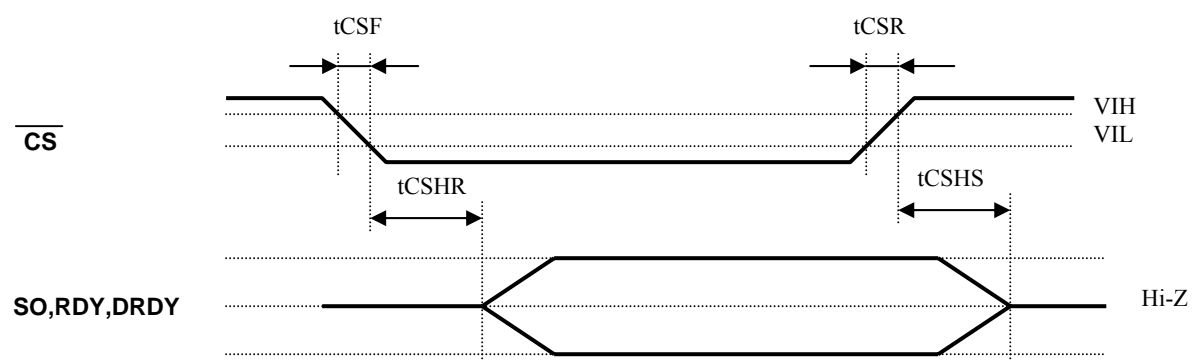 tCSF
tCSR
VIH
CS
VIL
tCSHR
tCSHS
SO,RDY,DRDY
Hi-Z